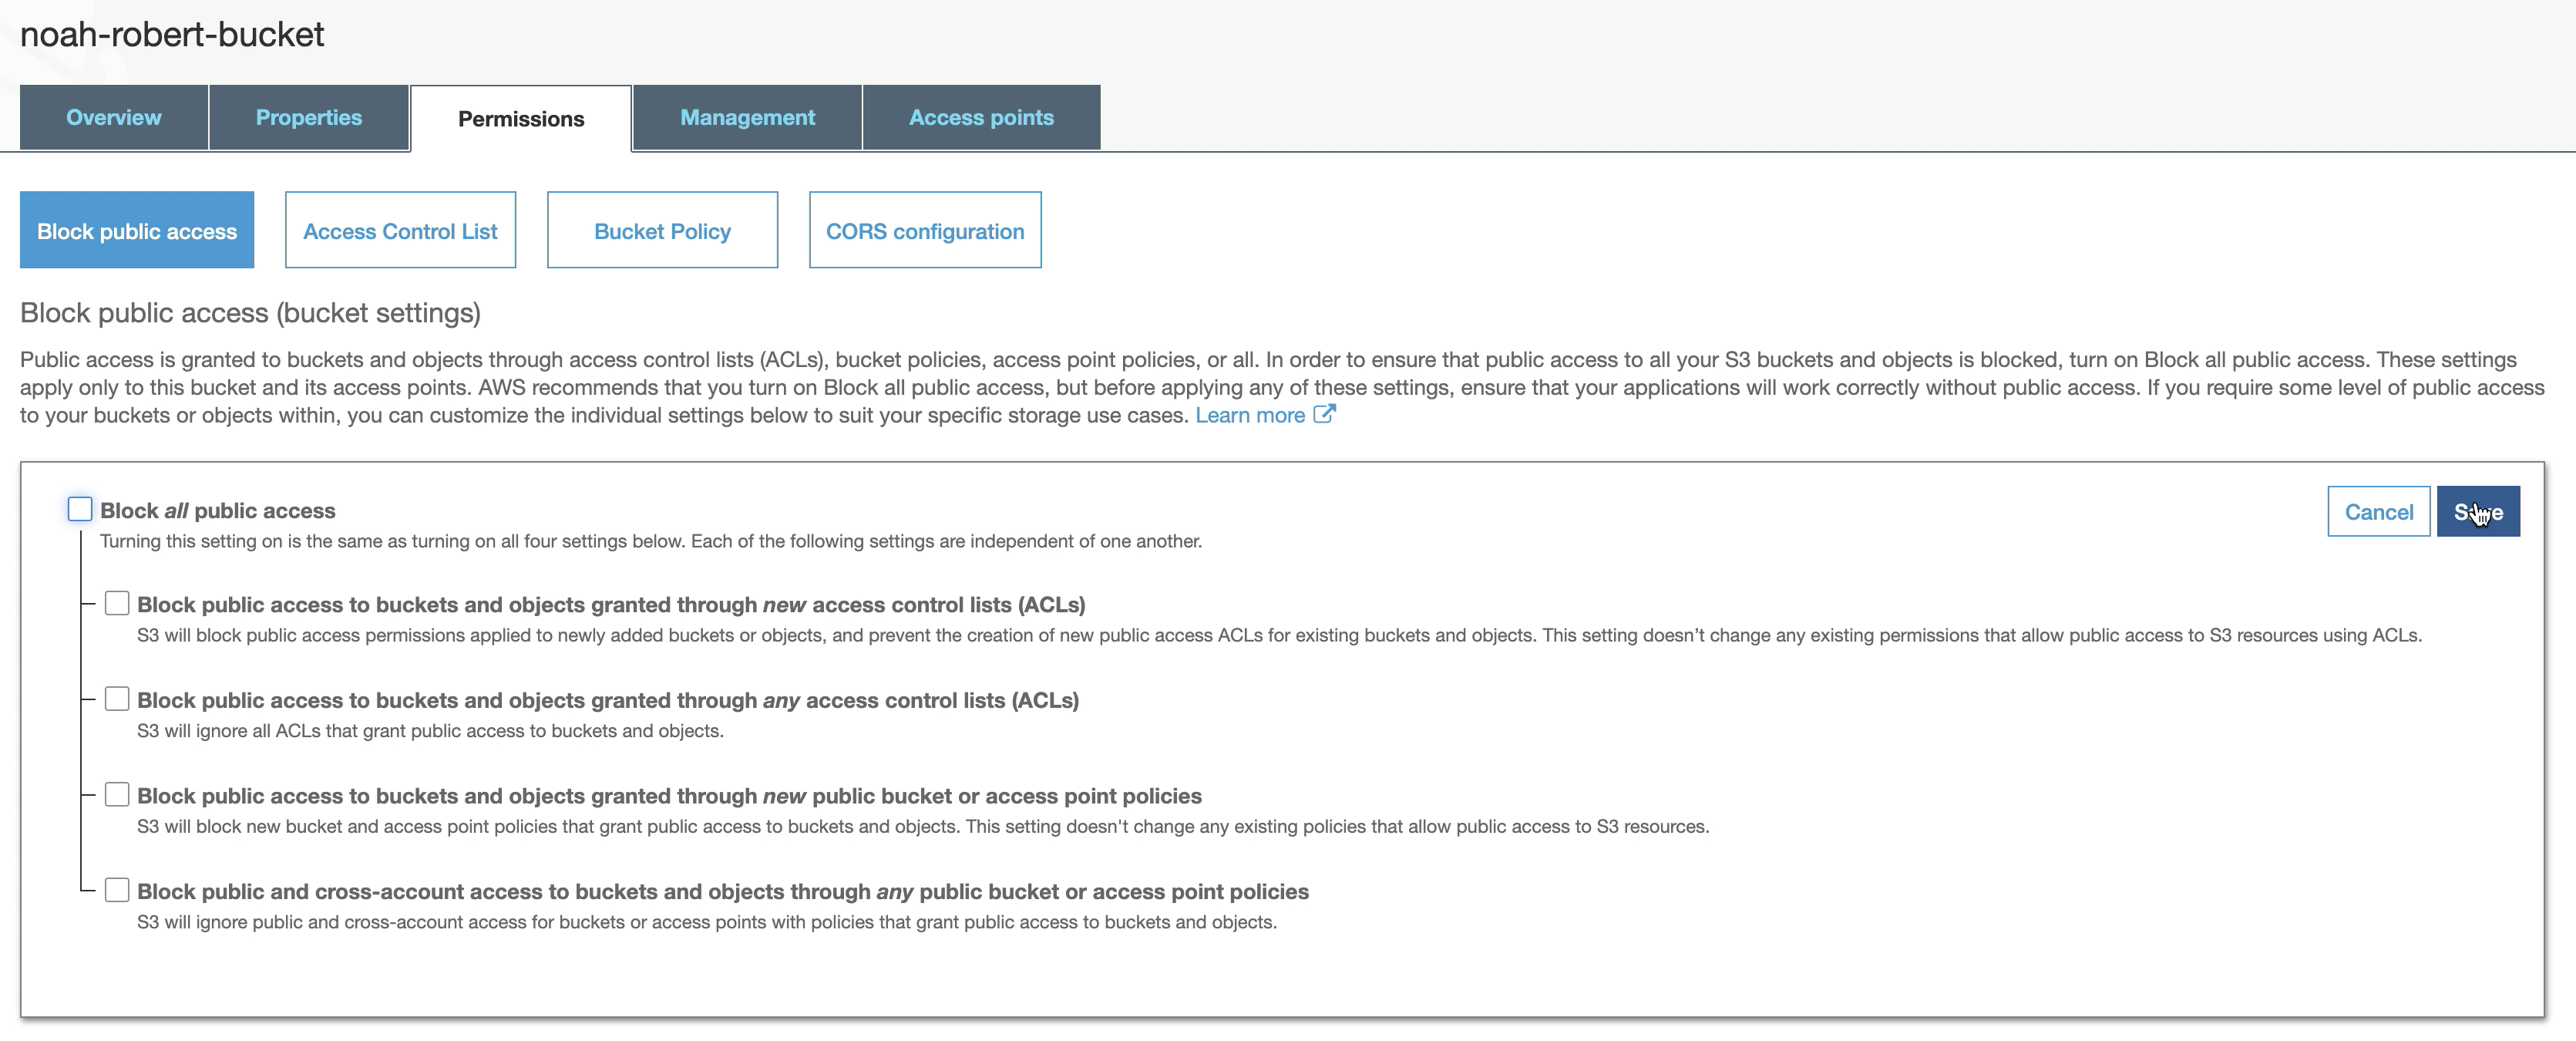 noah-robert-bucket
Overview
Properties
Permissions
Management
Access points
Block public access
Access Control List
Bucket Policy
CORS configuration
Block public access (bucket settings)
Public access is granted to buckets and objects through access control lists (ACLs), bucket policies, access point policies, or all. In order to ensure that public access to all your S3 buckets and objects is blocked, turn on Block all public access. These settings
apply only to this bucket and its access points. AWS recommends that you turn on Block all public access, but before applying any of these settings, ensure that your applications will work correctly without public access. If you require some level of public access
to your buckets or objects within, you can customize the individual settings below to suit your specific storage use cases. Learn more
Block all public access
Cancel
Turning this setting on is the same as turning on all four settings below. Each of the following settings are independent of one another.
Block public access to buckets and objects granted through new access control lists (ACLs)
S3 will block public access permissions applied to newly added buckets or objects, and prevent the creation of new public access ACLs for existing buckets and objects. This setting doesn’t change any existing permissions that allow public access to S3 resources using ACLs.
Block public access to buckets and objects granted through any access control lists (ACLs)
S3 will ignore all ACLs that grant public access to buckets and objects.
Block public access to buckets and objects granted through new public bucket or access point policies
S3 will block new bucket and access point policies that grant public access to buckets and objects. This setting doesn't change any existing policies that allow public access to S3 resources.
Block public and cross-account access to buckets and objects through any public bucket or access point policies
S3 will ignore public and cross-account access for buckets or access points with policies that grant public access to buckets and objects.